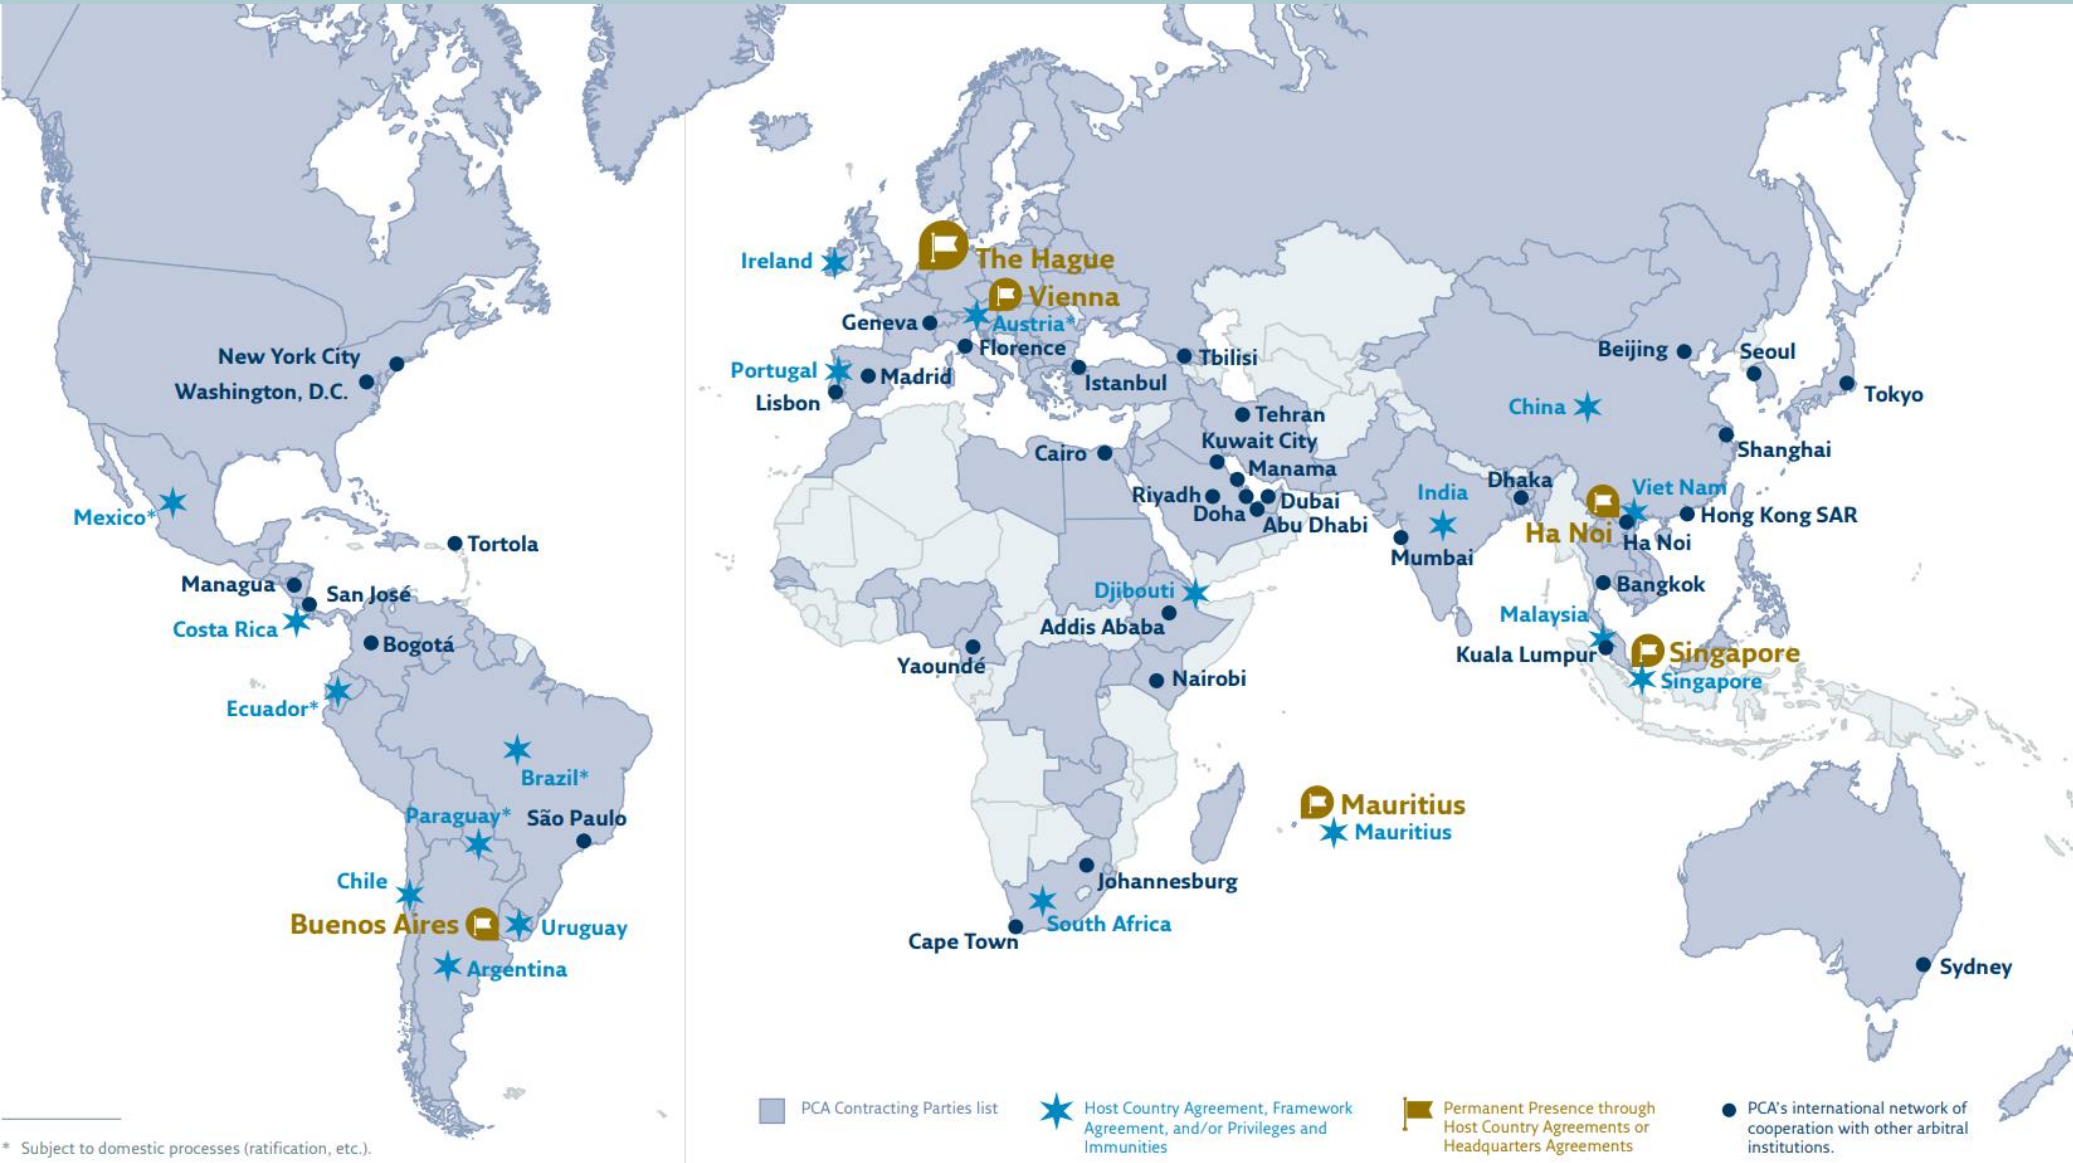 Ireland
The Hague
Vienna
Geneva
Austria*
Florence
New York City
Washington, D.C.
Portugal
Madrid
Lisbon
Istanbul
Tbilisi
Beijing
Seoul
Tokyo
Tehran
China
Kuwait City
Cairo
Manama
Shanghai
Riyadh
Dubai
Doha
Abu Dhabi
India
Dhaka
Viet Nam
Mexico*
Hong Kong SAR
Ha Noi
Ha Noi
Tortola
Mumbai
Managua
San José
Djibouti
Bangkok
Costa Rica
Addis Ababa
Malaysia
Bogotá
Yaoundé
Kuala Lumpur
Singapore
Nairobi
Singapore
Ecuador*
Brazil*
Paraguay*
São Paulo
Mauritius
Mauritius
Chile
Johannesburg
Buenos Aires
Uruguay
South Africa
Cape Town
Argentina
Sydney
PCA Contracting Parties list
Host Country Agreement, Framework
Agreement, and/or Privileges and
Immunities
Permanent Presence through
Host Country Agreements or
Headquarters Agreements
PCA's international network of
cooperation with other arbitral
institutions.
* Subject to domestic processes (ratification, etc.).